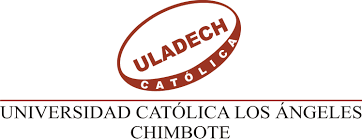 ULADECH
CATÓLICA
UNIVERSIDAD CATÓLICA LOS ÁNGELES
CHIMBOTE